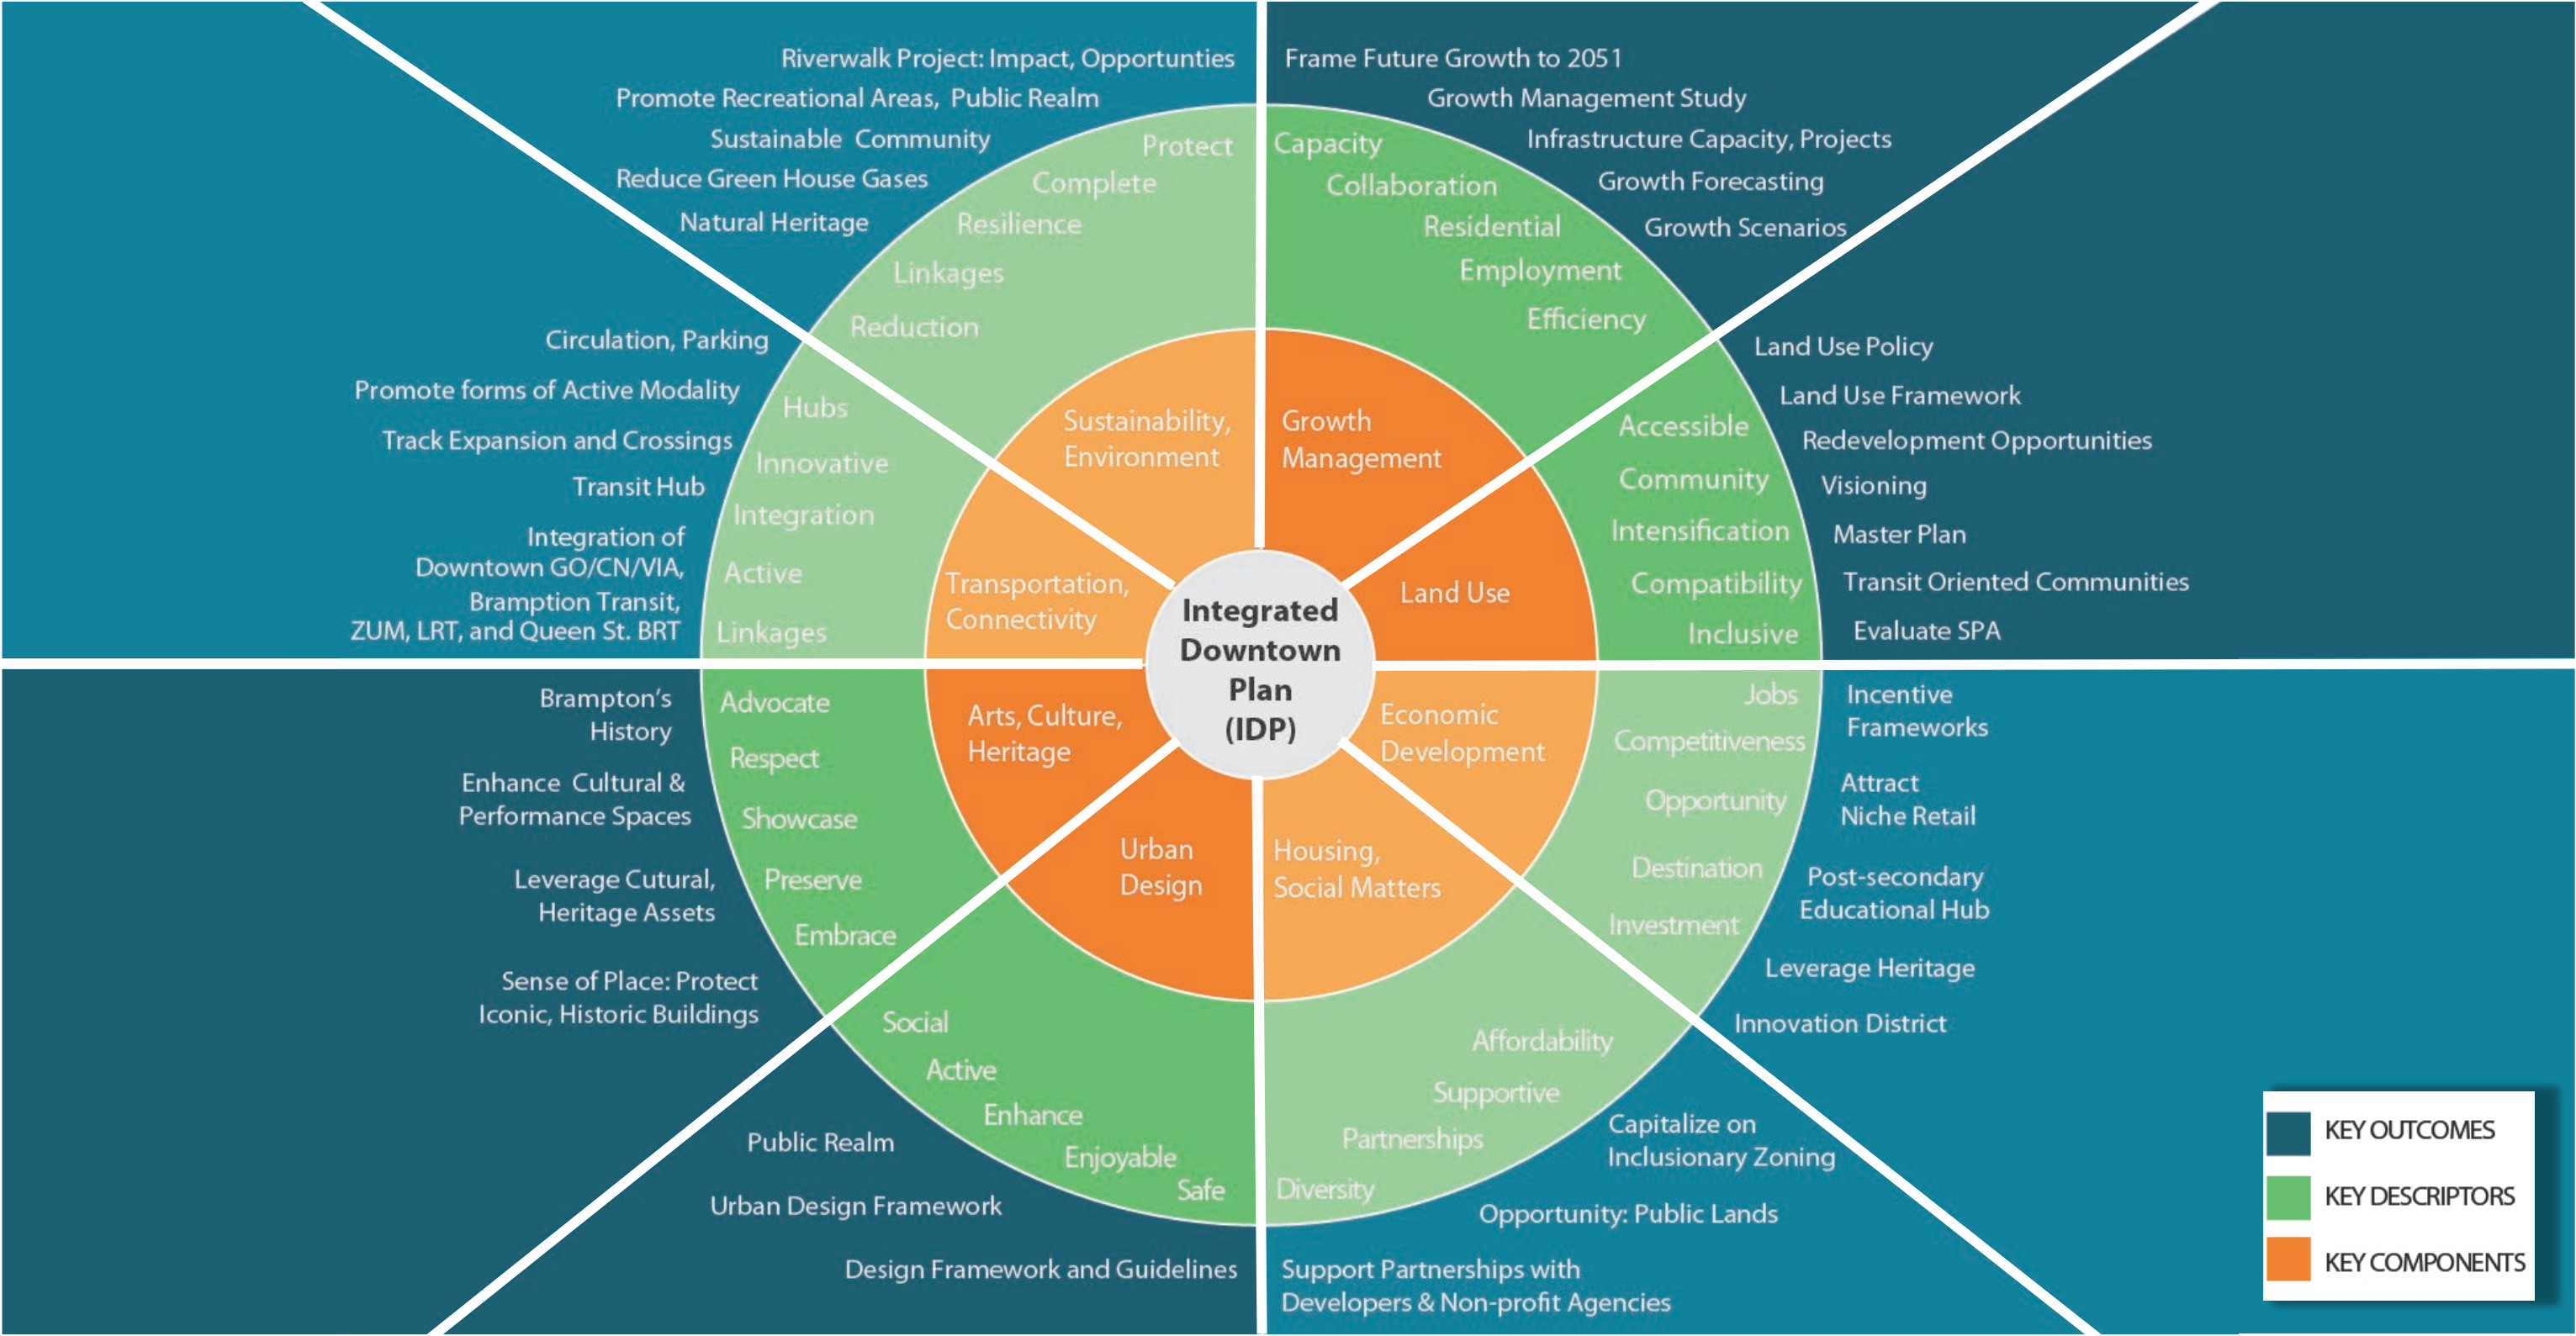 Riverwalk Project: Impact, Opportunties
Promote Recreational Areas, Public Realm
Sustainable Community
Reduce Green House Gases
Natural Heritage
Protect
Complete
Resilience
Linkages
Reduction
Sustainability,
Environment
Frame Future Growth to 2051
Growth Management Study
Infrastructure Capacity, Projects
Growth Forecasting
Growth Scenarios
Capacity
Collaboration
Residential
Employment
Efficiency
Growth
Management
Circulation, Parking
Promote forms of Active Modality
Track Expansion and Crossings
Transit Hub
Integration of
Downtown GO/CN/VIA,
Bramption Transit,
ZUM, LRT, and Queen St. BRT
Hubs
Innovative
Integration
Active
Linkages
Transportation,
Connectivity
Land Use Policy
Land Use Framework
Redevelopment Opportunities
Visioning
Master Plan
Transit Oriented Communities
Evaluate SPA
Accessible
Community
Intensification
Compatibility
Inclusive
Land Use
Integrated
Downtown
Plan
(IDP)
Brampton's
History
Enhance Cultural &
Performance Spaces
Leverage Cutural,
Heritage Assets
Sense of Place: Protect
Iconic, Historic Buildings
Advocate
Respect
Showcase
Preserve
Embrace
Arts, Culture,
Heritage
Economic
Development
Jobs
Competitiveness
Opportunity
Destination
Investment
Incentive
Frameworks
Attract
Niche Retail
Post-secondary
Educational Hub
Leverage Heritage
Innovation District
Urban
Design
Social
Active
Enhance
Enjoyable
Safe
Public Realm
Urban Design Framework
Design Framework and Guidelines
Housing,
Social Matters
Affordability
Supportive
Partnerships
Diversity
Capitalize on
Inclusionary Zoning
Opportunity: Public Lands
Support Partnerships with
Developers & Non-profit Agencies
KEY OUTCOMES
KEY DESCRIPTORS
KEY COMPONENTS